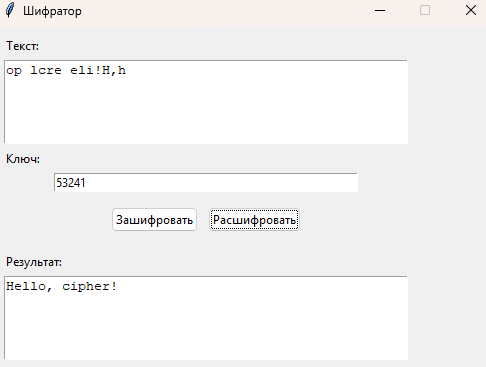 Шифратор
Текст:
op lcre eli!H,h
Ключ:
53241
Зашифровать Расшифровать
Результат:
Hello, cipher!